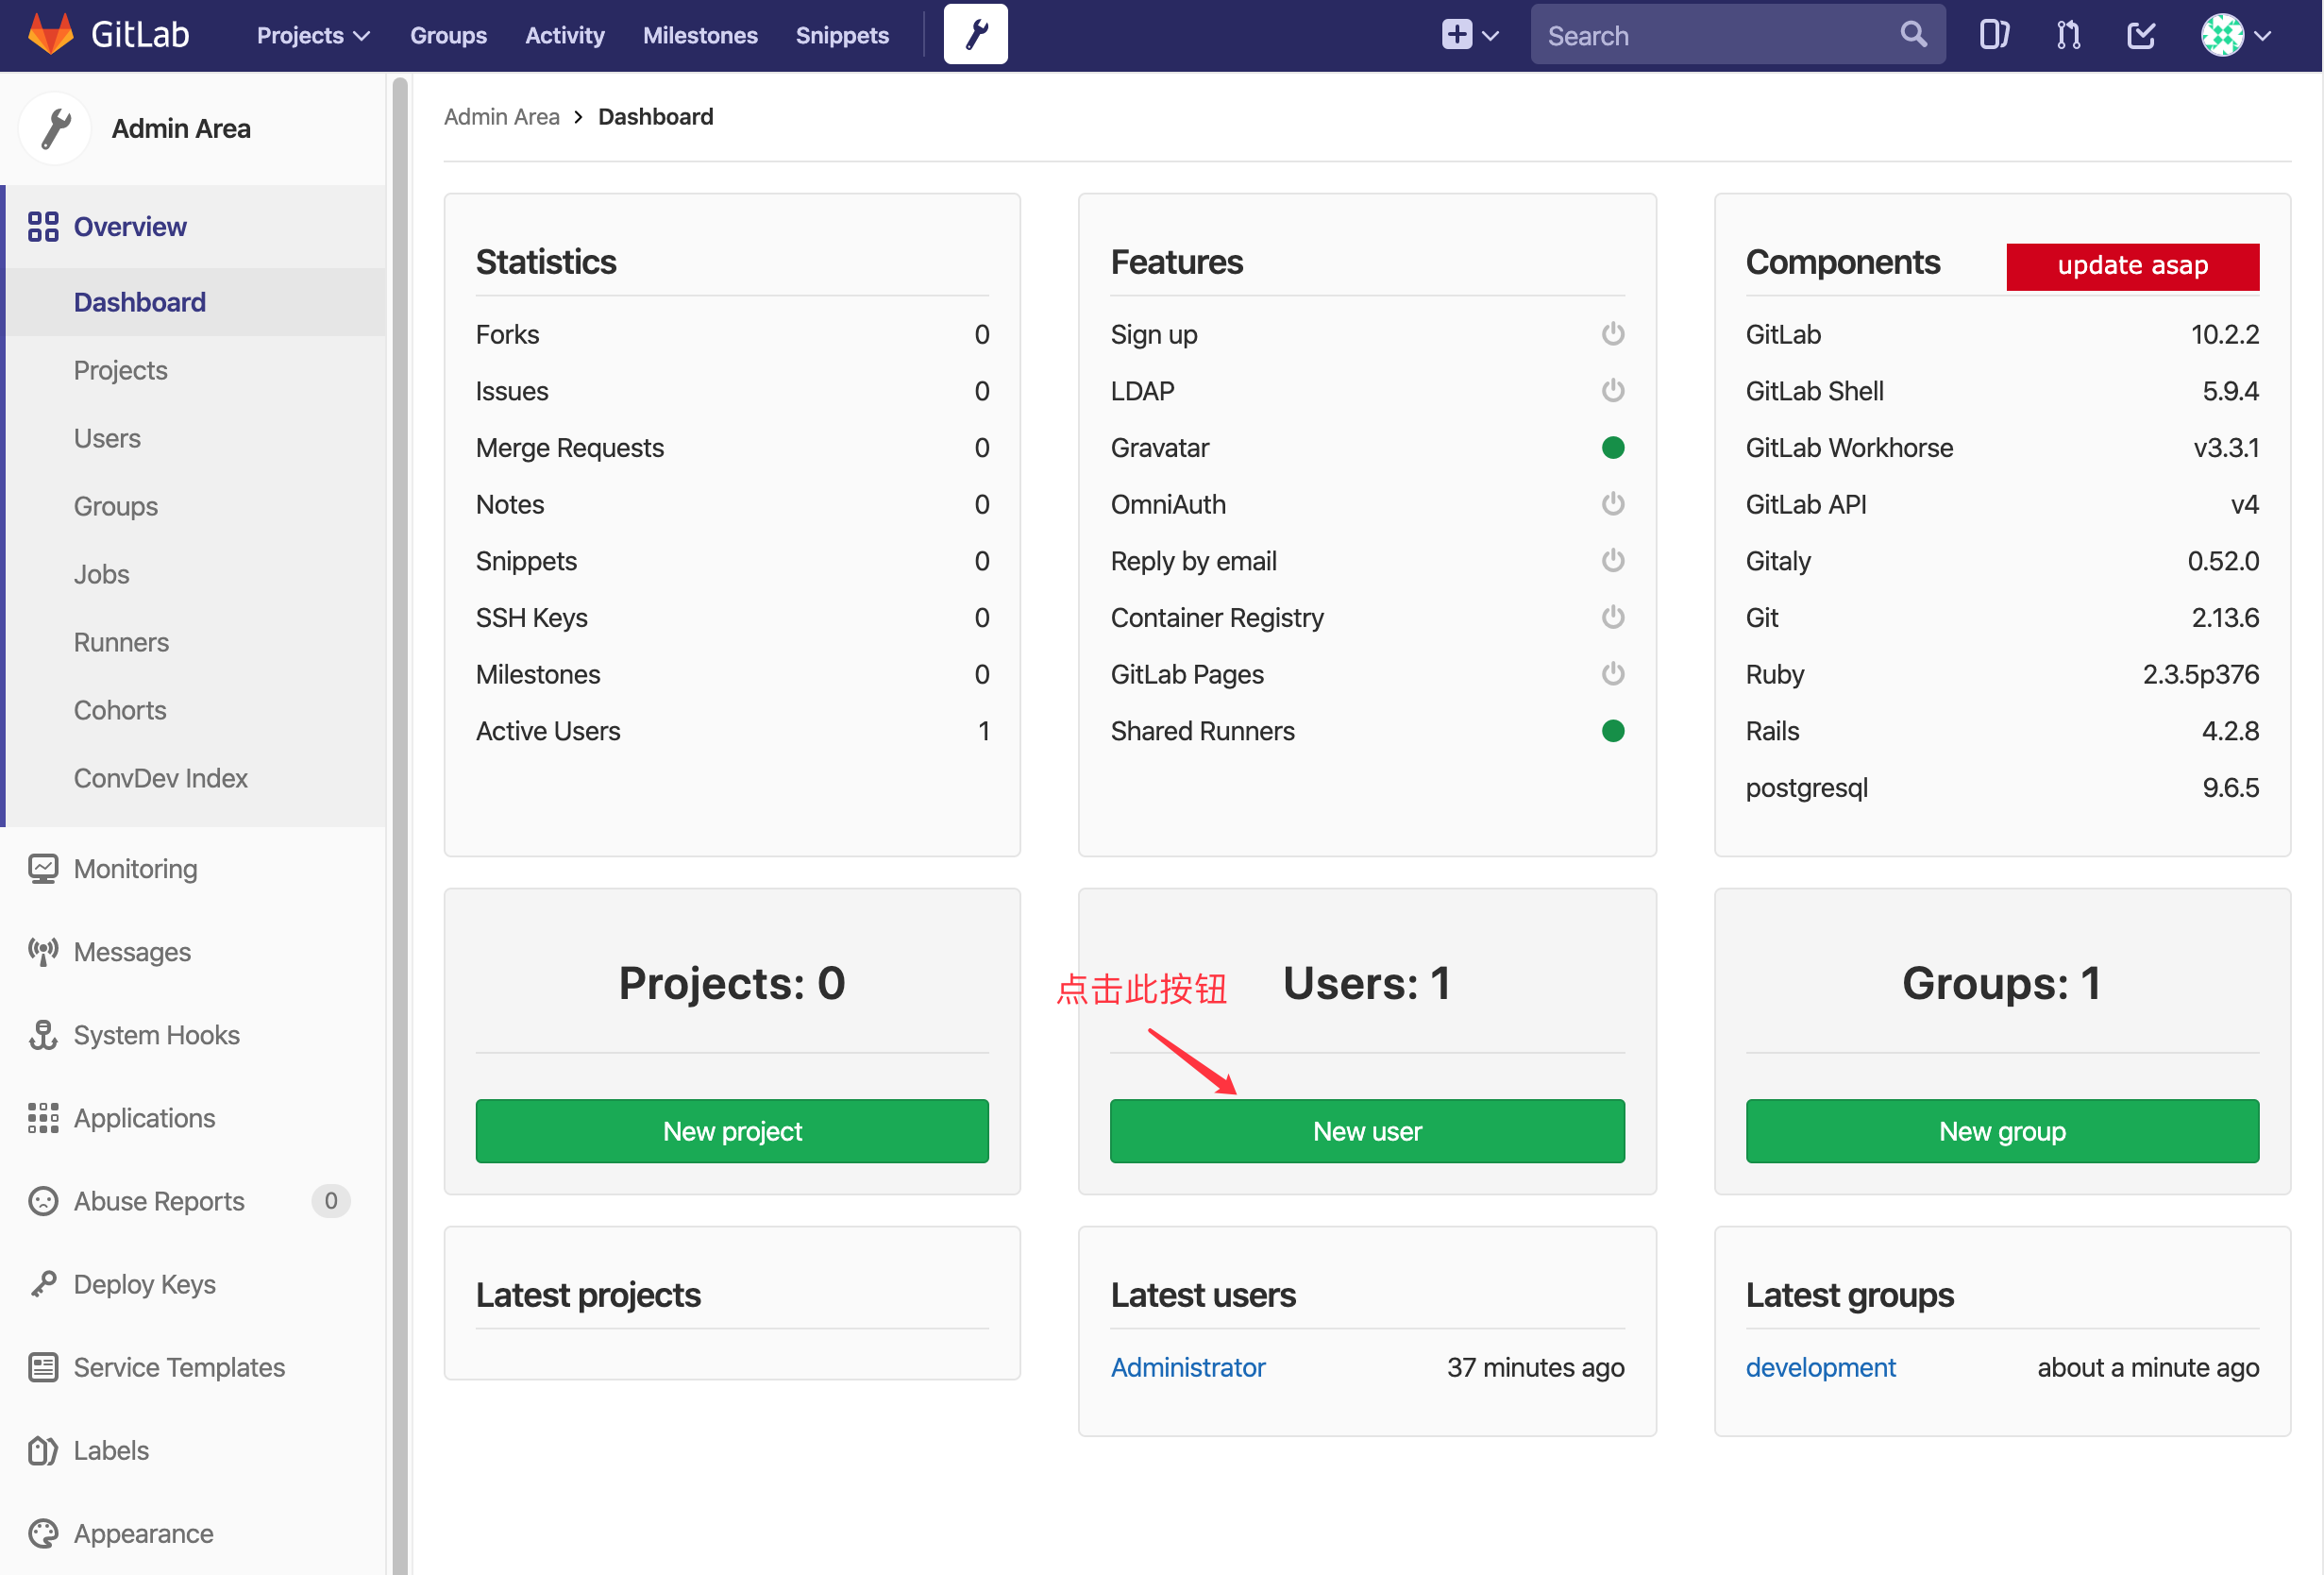 GitLab Projects Groups Activity Milestones Snippets Search
Admin Area
Overview
Dashboard
Projects
Users
Groups
Jobs
Runners
Cohorts
ConvDev Index
Monitoring
Messages
System Hooks
Applications
Abuse Reports 0
Deploy Keys
Service Templates
Labels
Appearance
Admin Area > Dashboard
Statistics
Forks 0
Issues 0
Merge Requests 0
Notes 0
Snippets 0
SSH Keys 0
Milestones 0
Active Users 1
Features
Sign up
LDAP
Gravatar
OmniAuth
Reply by email
Container Registry
GitLab Pages
Shared Runners
Components update asap
GitLab 10.2.2
GitLab Shell 5.9.4
GitLab Workhorse v3.3.1
GitLab API v4
Gitaly 0.52.0
Git 2.13.6
Ruby 2.3.5p376
Rails 4.2.8
postgresql 9.6.5
Projects: 0
New project
点击此按钮
Users: 1
New user
Groups: 1
New group
Latest projects
Latest users
Administrator 37 minutes ago
Latest groups
development about a minute ago